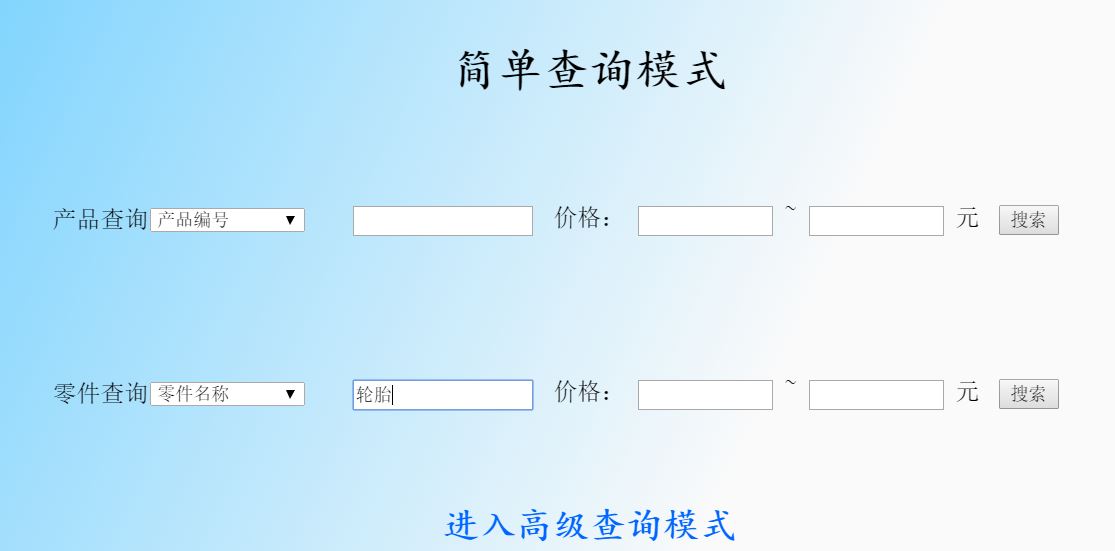 简单查询模式
产品查询 产品编号 ▼ 价格： ~ 元 搜索
零件查询 零件名称 ▼ 轮胎 价格： ~ 元 搜索
进入高级查询模式